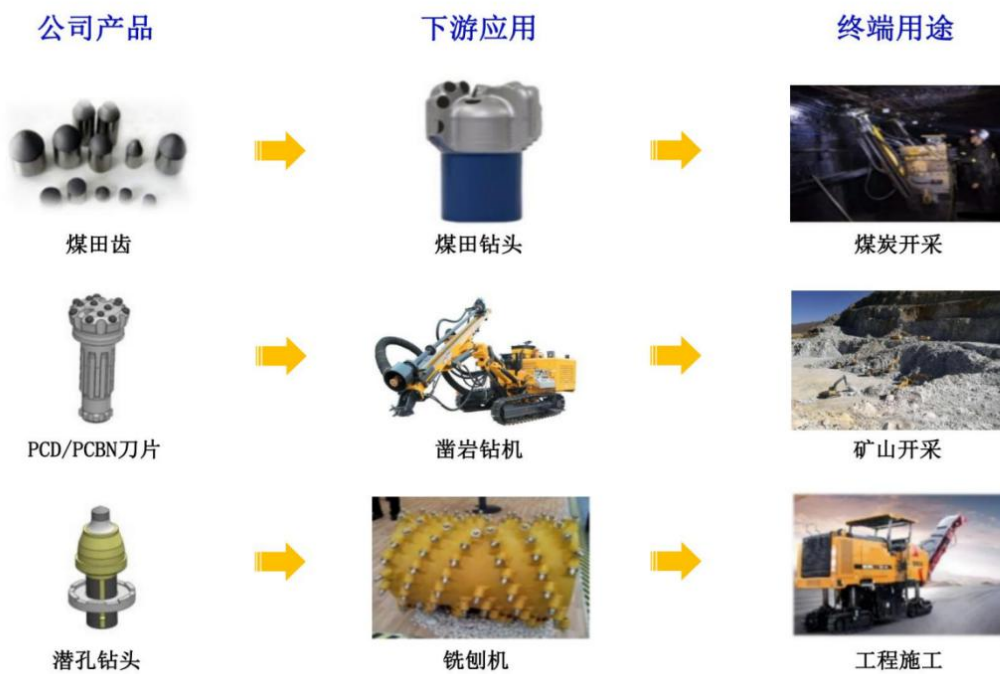 公司产品
下游应用
终端用途
煤田齿
煤田钻头
煤炭开采
PCD/PCBN刀片
凿岩钻机
矿山开采
潜孔钻头
铣刨机
工程施工